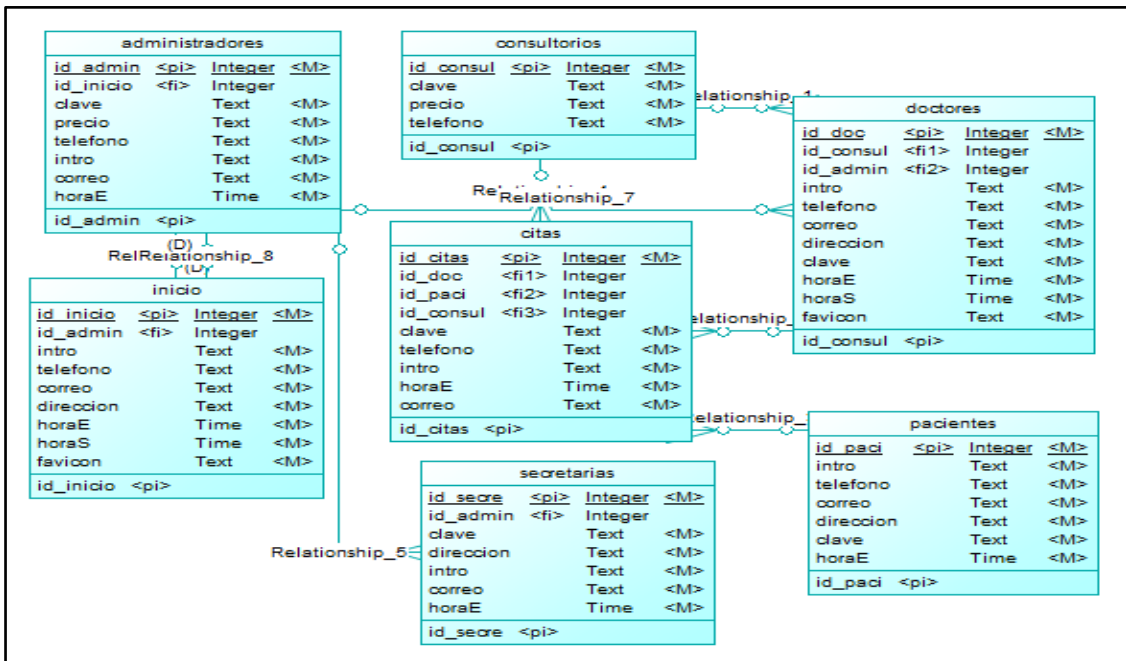 administradores
id_admin <pi> Integer <M>
id_inicio <fi> Integer
clave Text <M>
precio Text <M>
telefono Text <M>
intro Text <M>
correo Text <M>
horaE Time <M>
id_admin <pi>
consultorios
id_consul <pi> Integer <M>
clave Text <M>
precio Text <M>
telefono Text <M>
id_consul <pi>
elationship_1
doctores
id_doc <pi> Integer <M>
id_consul <fi1> Integer
id_admin <fi2> Integer
intro Text <M>
telefono Text <M>
correo Text <M>
direccion Text <M>
clave Text <M>
horaE Time <M>
horaS Time <M>
favicon Text <M>
id_consul <pi>
Relationship_7
(D)
RelRelationship_8
(D)
inicio
id_inicio <pi> Integer <M>
id_admin <fi> Integer
intro Text <M>
telefono Text <M>
correo Text <M>
direccion Text <M>
horaE Time <M>
horaS Time <M>
favicon Text <M>
id_inicio <pi>
citas
id_citas <pi> Integer <M>
id_doc <fi1> Integer
id_paci <fi2> Integer
id_consul <fi3> Integer
clave Text <M>
telefono Text <M>
intro Text <M>
horaE Time <M>
correo Text <M>
id_citas <pi>
elationship_
elationship_
pacientes
id_paci <pi> Integer <M>
intro Text <M>
telefono Text <M>
correo Text <M>
direccion Text <M>
clave Text <M>
horaE Time <M>
id_paci <pi>
Relationship_5
secretarias
id_secre <pi> Integer <M>
id_admin <fi> Integer
clave Text <M>
direccion Text <M>
intro Text <M>
correo Text <M>
horaE Time <M>
id_secre <pi>